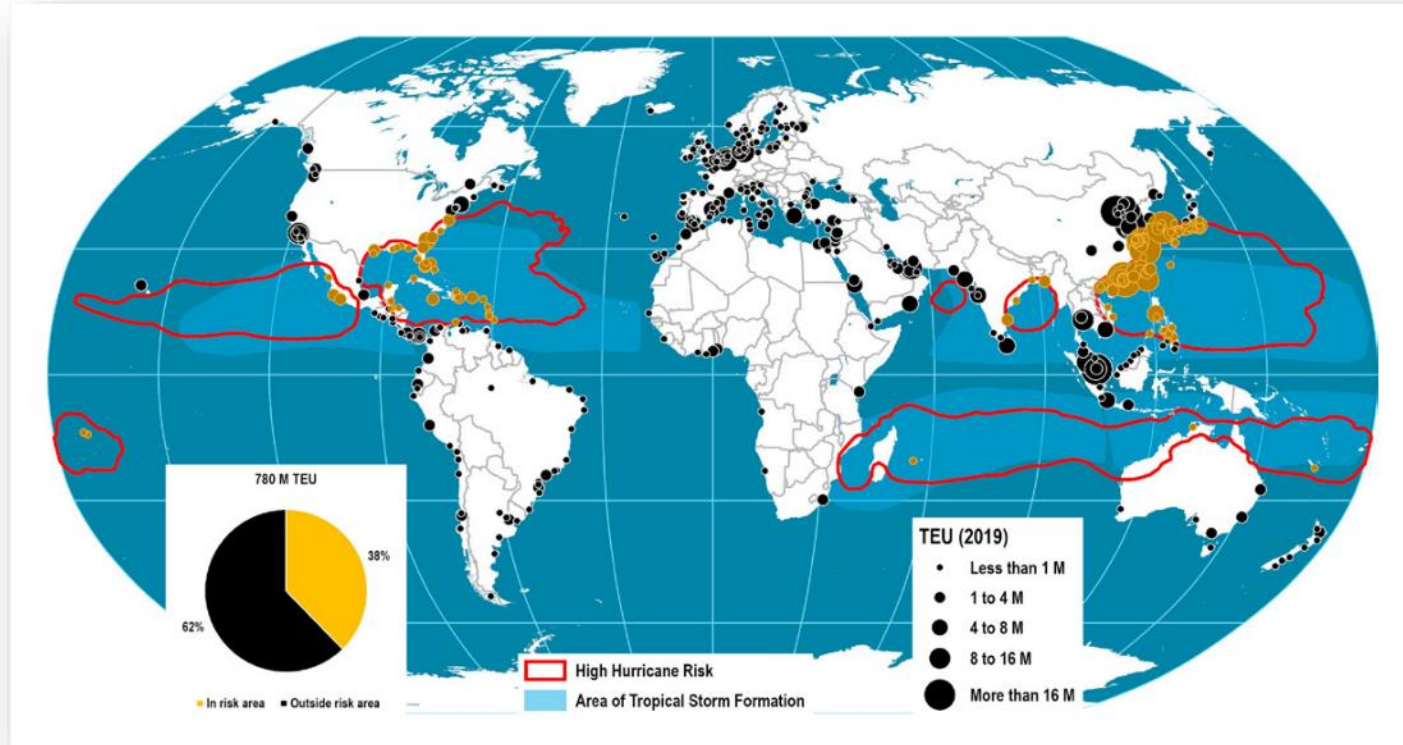 780 M TEU
38%
62%
In risk area Outside risk area
High Hurricane Risk
Area of Tropical Storm Formation
TEU (2019)
Less than 1 M
1 to 4 M
4 to 8 M
8 to 16 M
More than 16 M